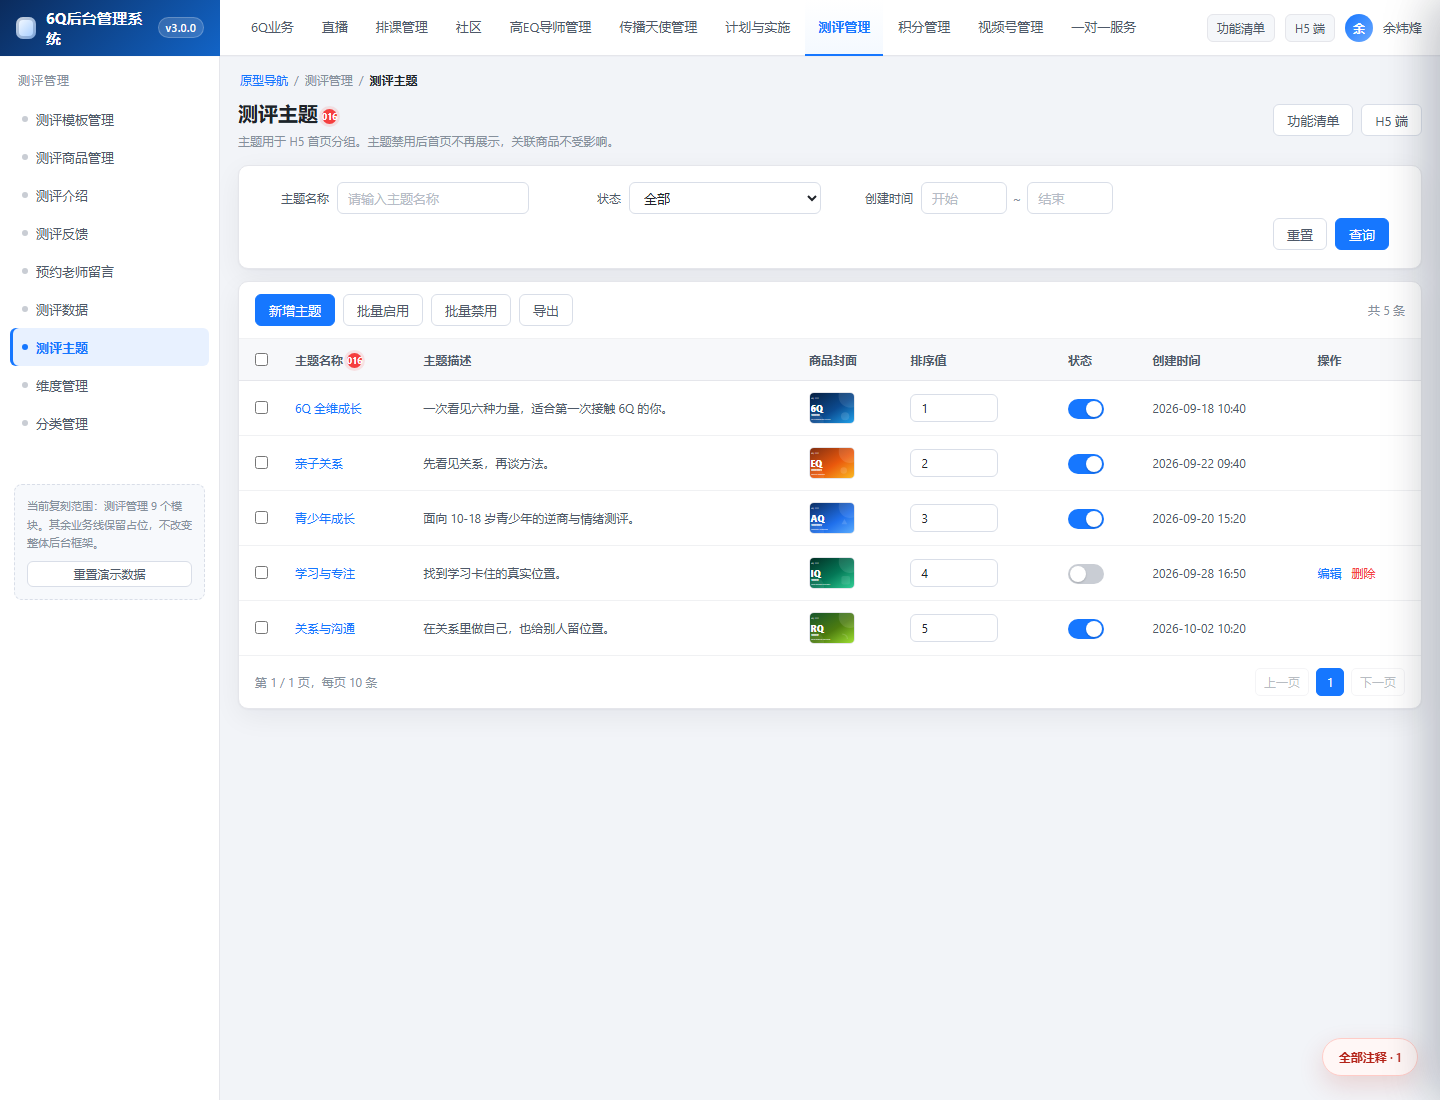 6Q后台管理系统
v3.0.0
6Q业务 直播 排课管理 社区 高EQ导师管理 传播天使管理 计划与实施 测评管理 积分管理 视频号管理 一对一服务
功能清单 H5 端 余 余炜烽
测评管理
测评模板管理
测评商品管理
测评介绍
测评反馈
预约老师留言
测评数据
测评主题
维度管理
分类管理
当前复刻范围：测评管理 9 个模
块。其余业务线保留占位，不改变
整体后台框架。
重置演示数据
原型导航 / 测评管理 / 测评主题
测评主题 016
主题用于 H5 首页分组。主题禁用后首页不再展示，关联商品不受影响。
功能清单 H5 端
主题名称 请输入主题名称 状态 全部 创建时间 开始 ~ 结束
重置 查询
新增主题 批量启用 批量禁用 导出 共 5 条
主题名称 016 主题描述 商品封面 排序值 状态 创建时间 操作
6Q 全维成长 一次看见六种力量，适合第一次接触 6Q 的你。 6Q 1 2026-09-18 10:40
亲子关系 先看见关系，再谈方法。 EQ 2 2026-09-22 09:40
青少年成长 面向 10-18 岁青少年的逆商与情绪测评。 AQ 3 2026-09-20 15:20
学习与专注 找到学习卡住的真实位置。 IQ 4 2026-09-28 16:50 编辑 删除
关系与沟通 在关系里做自己，也给别人留位置。 RQ 5 2026-10-02 10:20
第 1 / 1 页，每页 10 条 上一页 1 下一页
全部注释 · 1